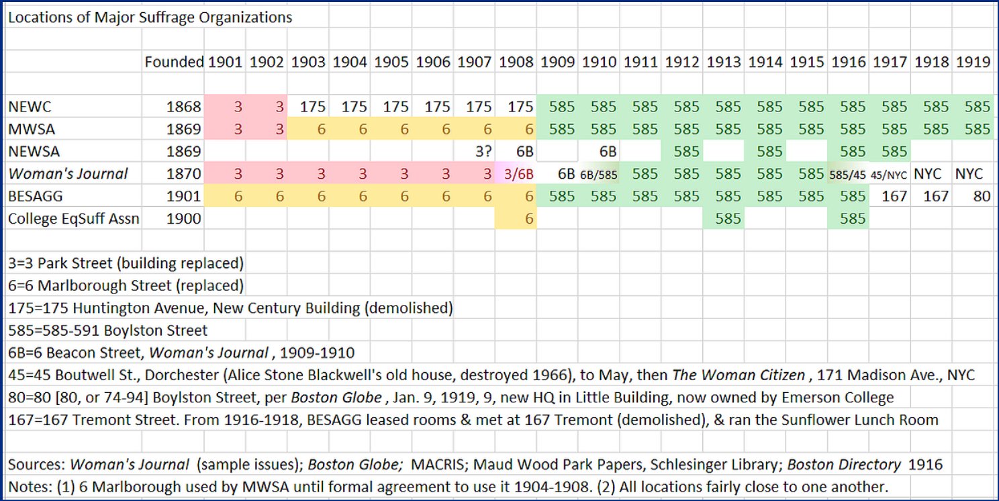 Locations of Major Suffrage Organizations
Founded 1901 1902 1903 1904 1905 1906 1907 1908 1909 1910 1911 1912 1913 1914 1915 1916 1917 1918 1919
NEWC 1868 3 3 175 175 175 175 175 175 585 585 585 585 585 585 585 585 585 585 585
MWSA 1869 3 3 6 6 6 6 6 6 585 585 585 585 585 585 585 585 585 585 585
NEWSA 1869 3? 6B 6B 585 585 585 585
Woman's Journal 1870 3 3 3 3 3 3 3 3/6B 6B 6B/585 585 585 585 585 585 585/45 45/NYC NYC NYC
BESAGG 1901 6 6 6 6 6 6 6 6 585 585 585 585 585 585 585 585 167 167 80
College EqSuff Assn 1900 6 585 585
3=3 Park Street (building replaced)
6=6 Marlborough Street (replaced)
175=175 Huntington Avenue, New Century Building (demolished)
585=585-591 Boylston Street
6B=6 Beacon Street, Woman's Journal , 1909-1910
45=45 Boutwell St., Dorchester (Alice Stone Blackwell's old house, destroyed 1966), to May, then The Woman Citizen , 171 Madison Ave., NYC
80=80 [80, or 74-94] Boylston Street, per Boston Globe , Jan. 9, 1919, 9, new HQ in Little Building, now owned by Emerson College
167=167 Tremont Street. From 1916-1918, BESAGG leased rooms & met at 167 Tremont (demolished), & ran the Sunflower Lunch Room
Sources: Woman's Journal (sample issues); Boston Globe; MACRIS; Maud Wood Park Papers, Schlesinger Library; Boston Directory 1916
Notes: (1) 6 Marlborough used by MWSA until formal agreement to use it 1904-1908. (2) All locations fairly close to one another.